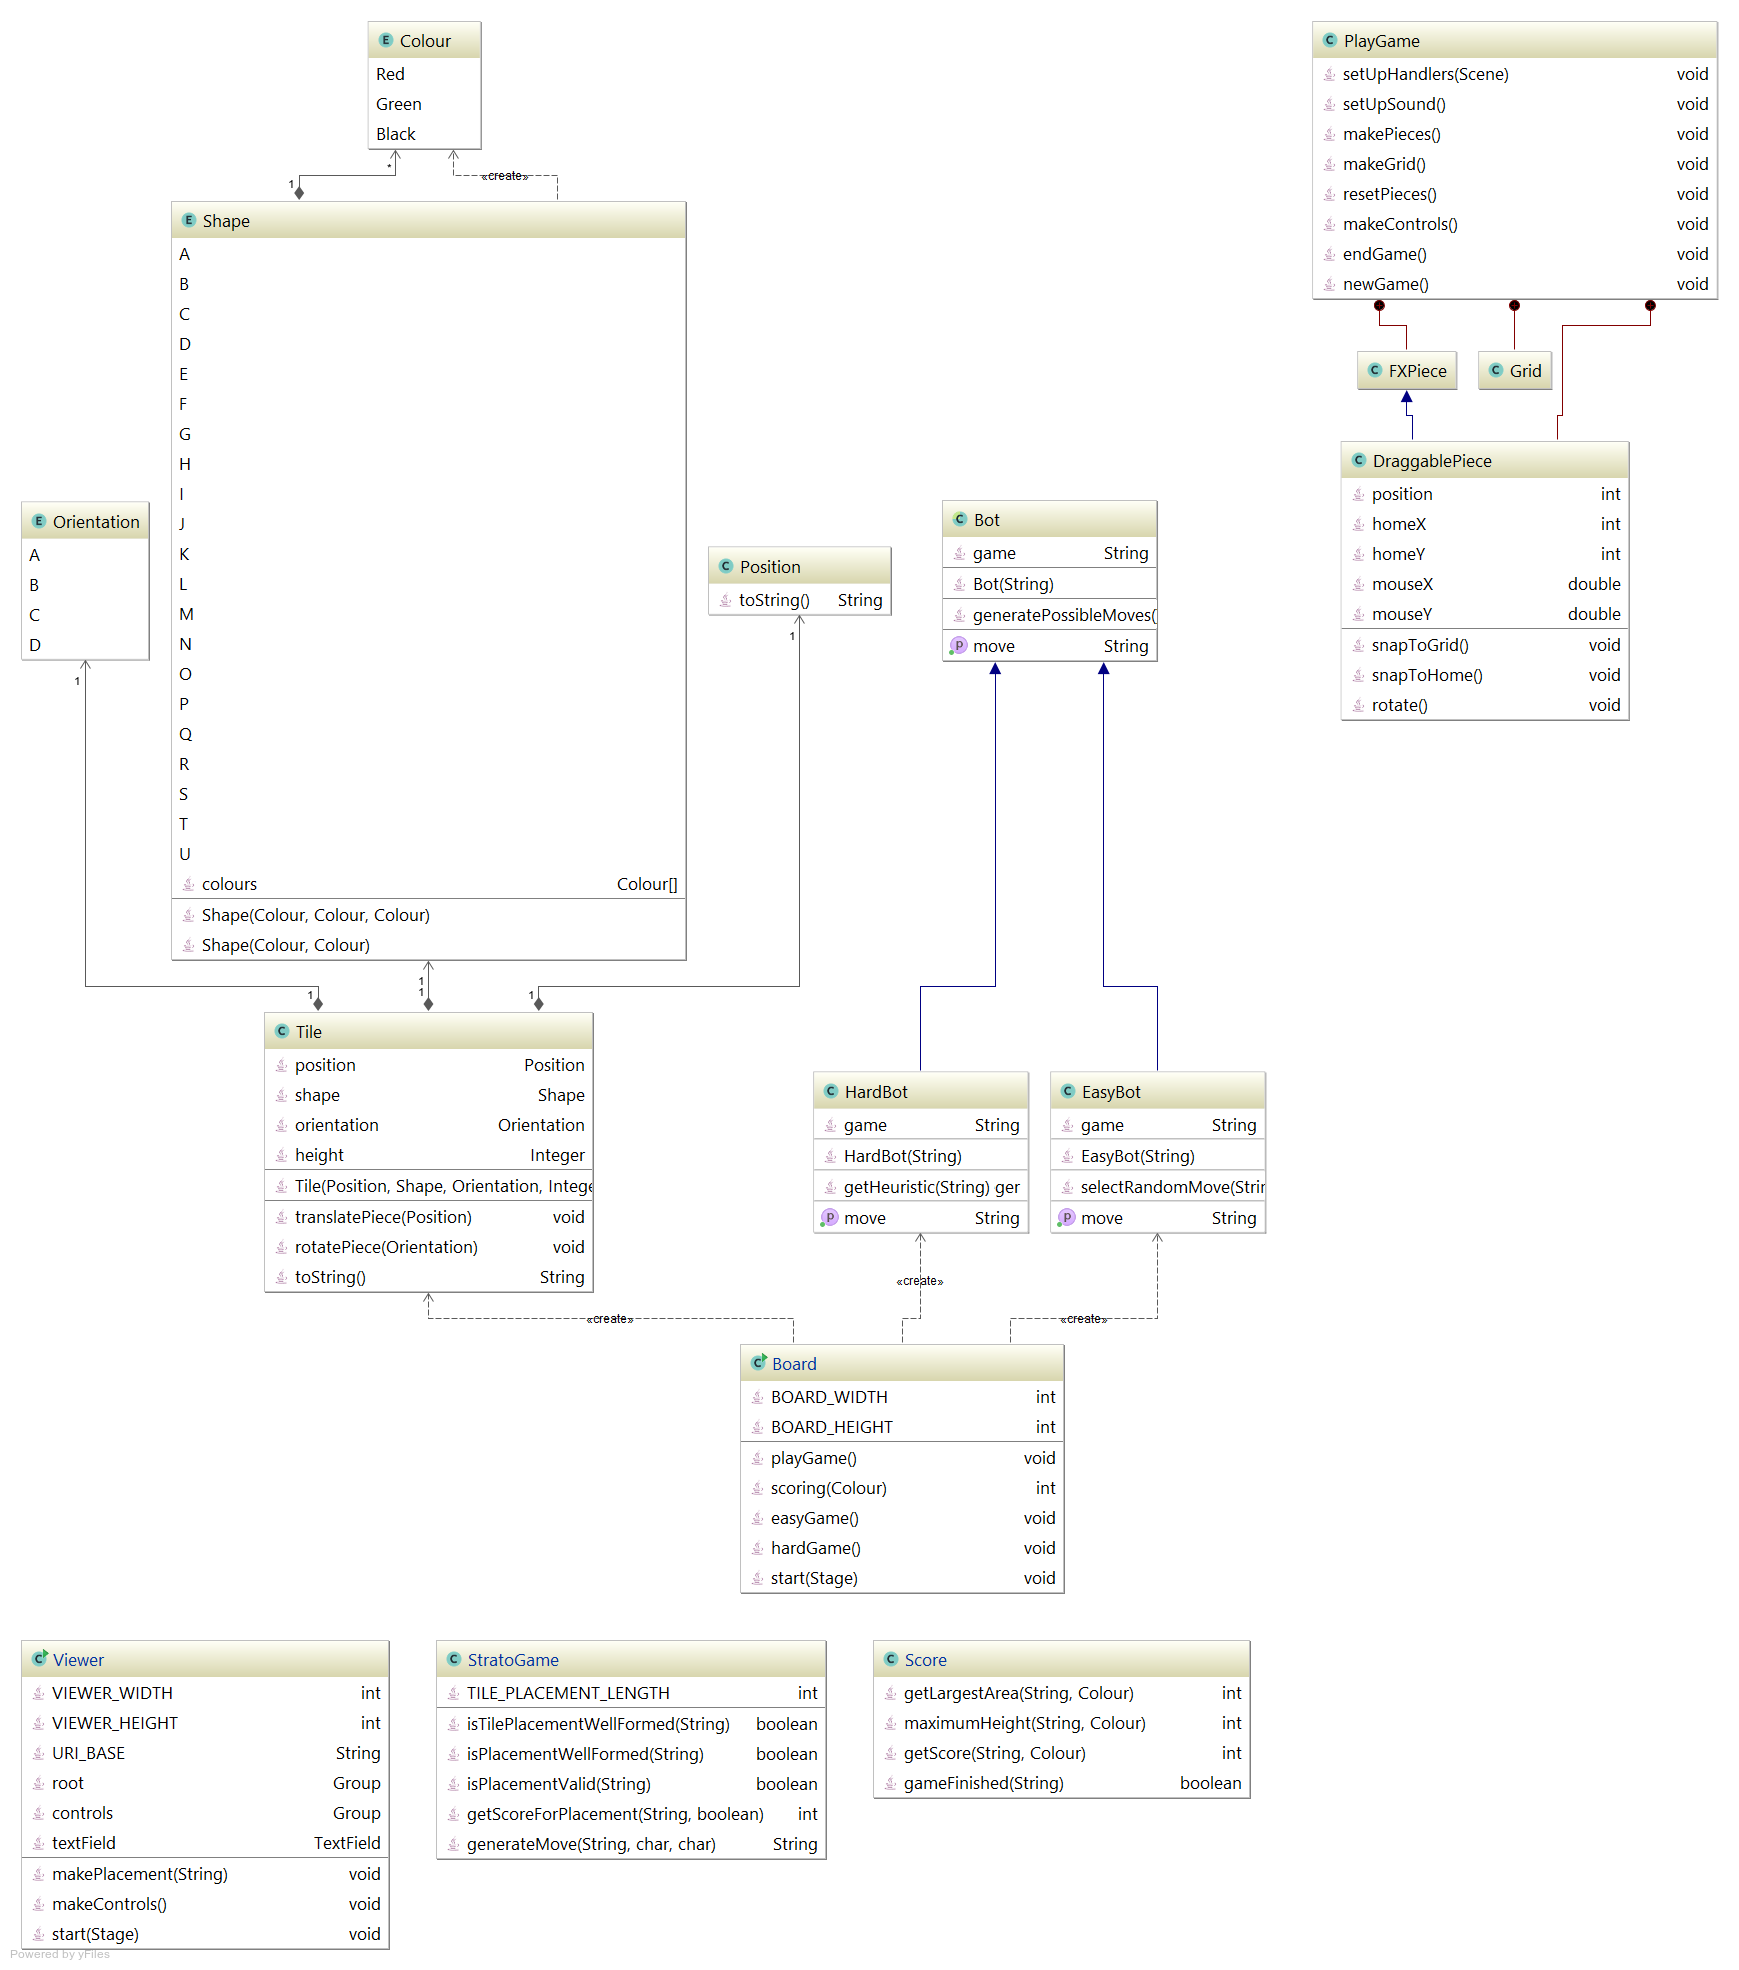 Colour
Red
Green
Black
*
1
«create»
Shape
A
B
C
D
E
F
G
H
I
J
K
L
M
N
O
P
Q
R
S
T
U
colours Colour[]
Shape(Colour, Colour, Colour)
Shape(Colour, Colour)
Orientation
A
B
C
D
1
Position
toString() String
1
Bot
game String
Bot(String)
generatePossibleMoves(
move String
PlayGame
setUpHandlers(Scene) void
setUpSound() void
makePieces() void
makeGrid() void
resetPieces() void
makeControls() void
endGame() void
newGame() void
FXPiece
Grid
DraggablePiece
position int
homeX int
homeY int
mouseX double
mouseY double
snapToGrid() void
snapToHome() void
rotate() void
1
1
1
1
Tile
position Position
shape Shape
orientation Orientation
height Integer
Tile(Position, Shape, Orientation, Intege
translatePiece(Position) void
rotatePiece(Orientation) void
toString() String
HardBot
game String
HardBot(String)
getHeuristic(String) ger
move String
EasyBot
game String
EasyBot(String)
selectRandomMove(Strir
move String
«create»
«create»
«create»
Board
BOARD_WIDTH int
BOARD_HEIGHT int
playGame() void
scoring(Colour) int
easyGame() void
hardGame() void
start(Stage) void
Viewer
VIEWER_WIDTH int
VIEWER_HEIGHT int
URI_BASE String
root Group
controls Group
textField TextField
makePlacement(String) void
makeControls() void
start(Stage) void
StratoGame
TILE_PLACEMENT_LENGTH int
isTilePlacementWellFormed(String) boolean
isPlacementWellFormed(String) boolean
isPlacementValid(String) boolean
getScoreForPlacement(String, boolean) int
generateMove(String, char, char) String
Score
getLargestArea(String, Colour) int
maximumHeight(String, Colour) int
getScore(String, Colour) int
gameFinished(String) boolean
Powered by yFiles